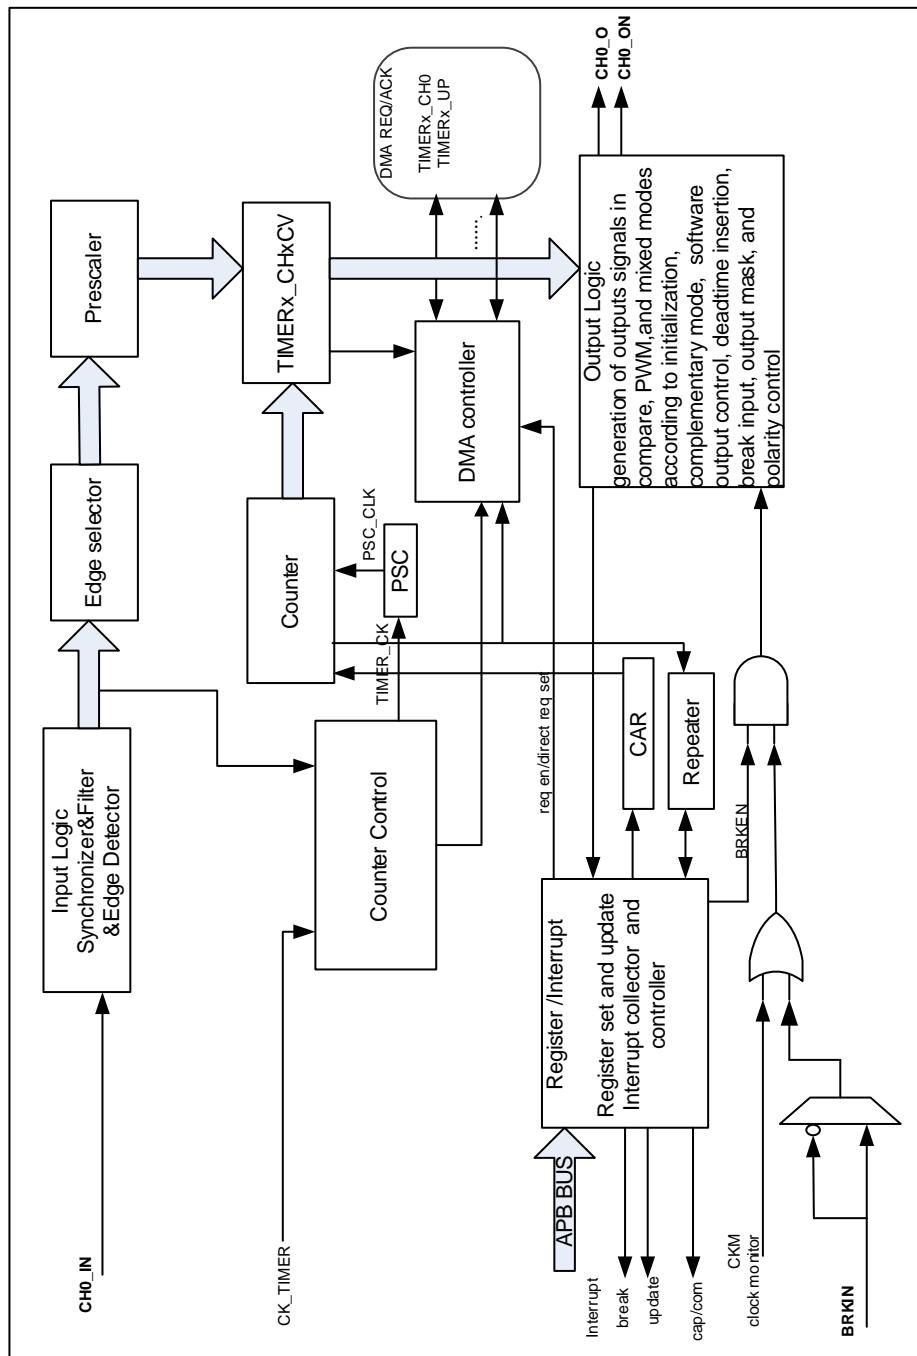 CH0_IN
Input Logic
Synchronizer&Filter
&Edge Detector
Edge selector
Prescaler
CK_TIMER
Counter Control
TIMER_CK
PSC
PSC_CLK
Counter
TIMERx_CHxCV
DMA REQ/ACK
TIMERx_CH0
TIMERx_UP
.......
DMA controller
req en/direct req set
CAR
Repeater
APB BUS
Register /Interrupt
Register set and update
Interrupt collector and
controller
Interrupt
break
update
cap/com
BRKEN
CKM
clock monitor
BRKIN
Output Logic
generation of outputs signals in
compare, PWM,and mixed modes
according to initialization,
complementary mode, software
output control, deadtime insertion,
break input, output mask, and
polarity control
CH0_O
CH0_ON